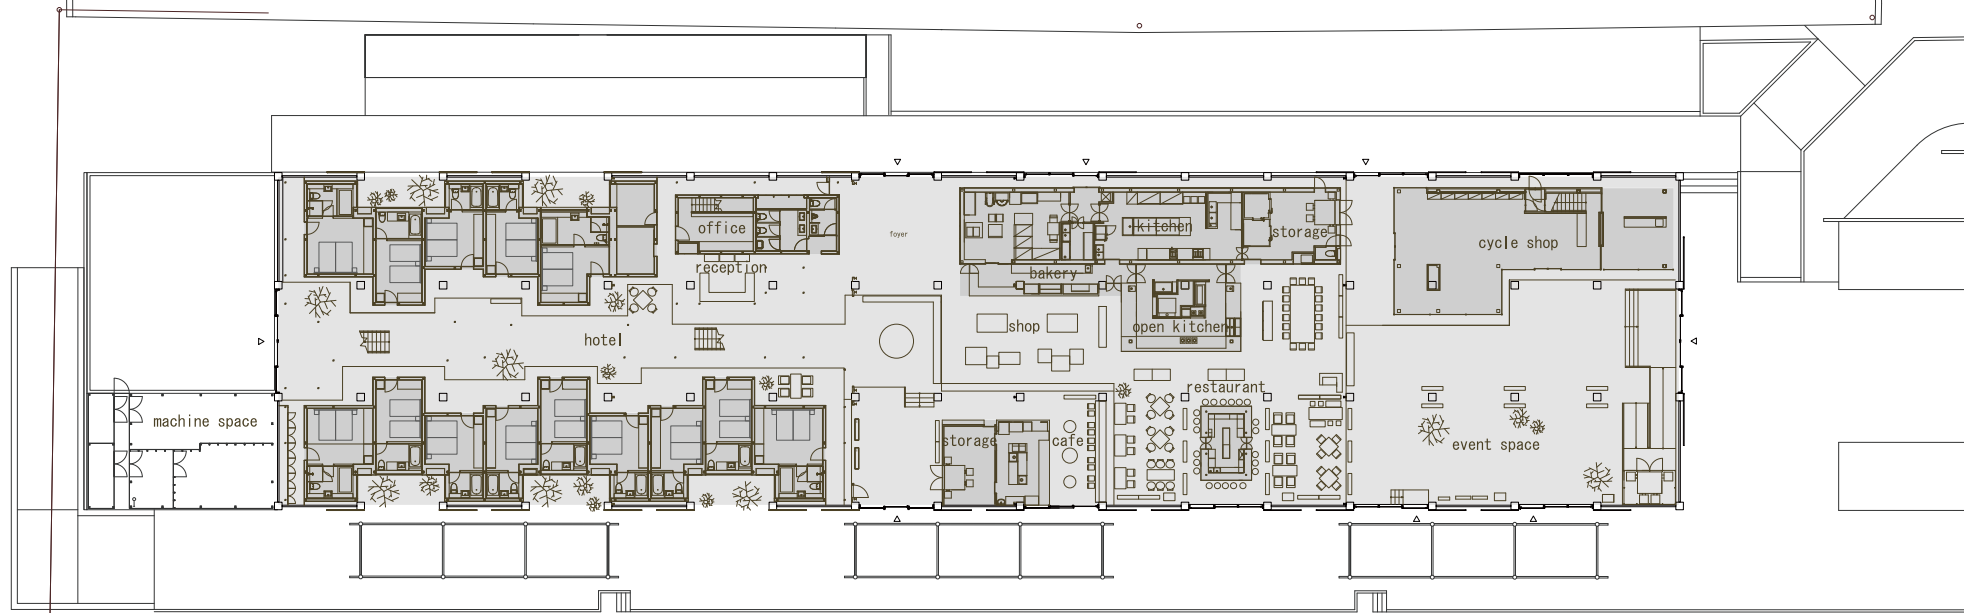 office
foyer
kitchen
storage
cycle shop
reception
bakery
shop
open kitchen
hotel
restaurant
machine space
storage
cafe
event space